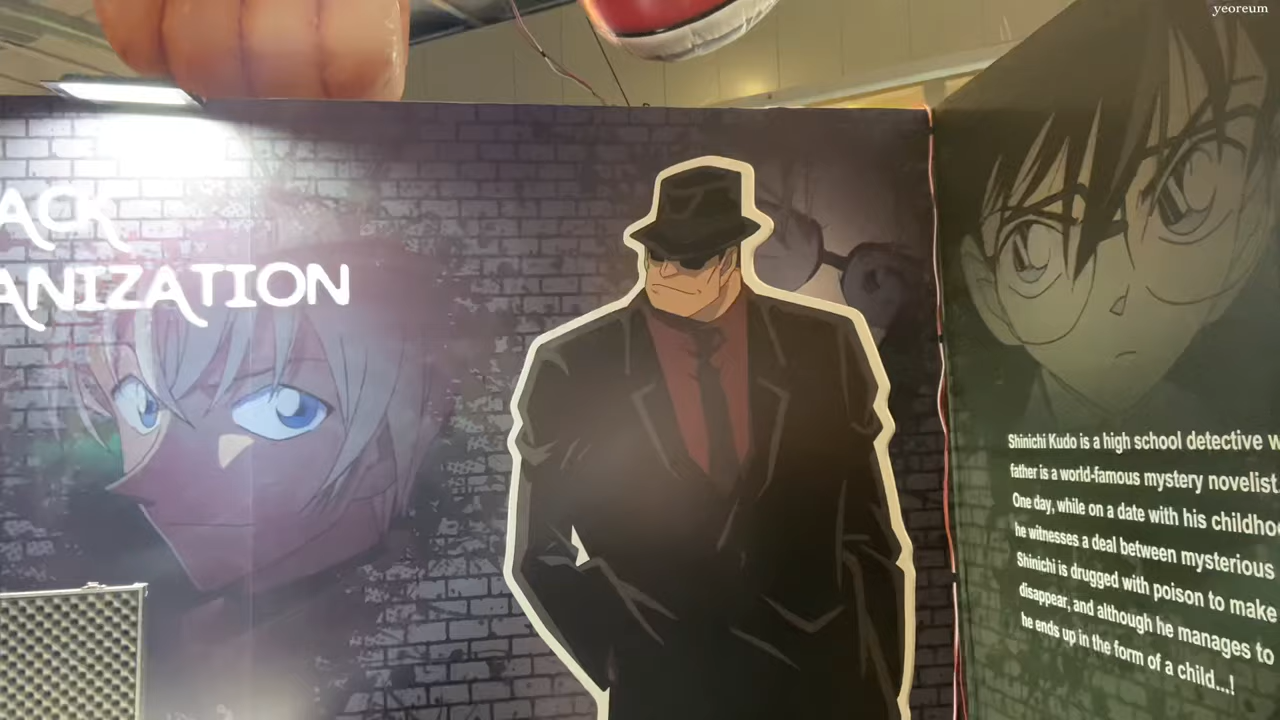 yeoreum
ACK
ANIZATION
Shinichi Kudo is a high school detective w
father is a world-famous mystery novelist
One day, while on a date with his childhoo
he witnesses a deal between mysterious
Shinichi is drugged with poison to make
disappear, and although he manages to
he ends up in the form of a child...!